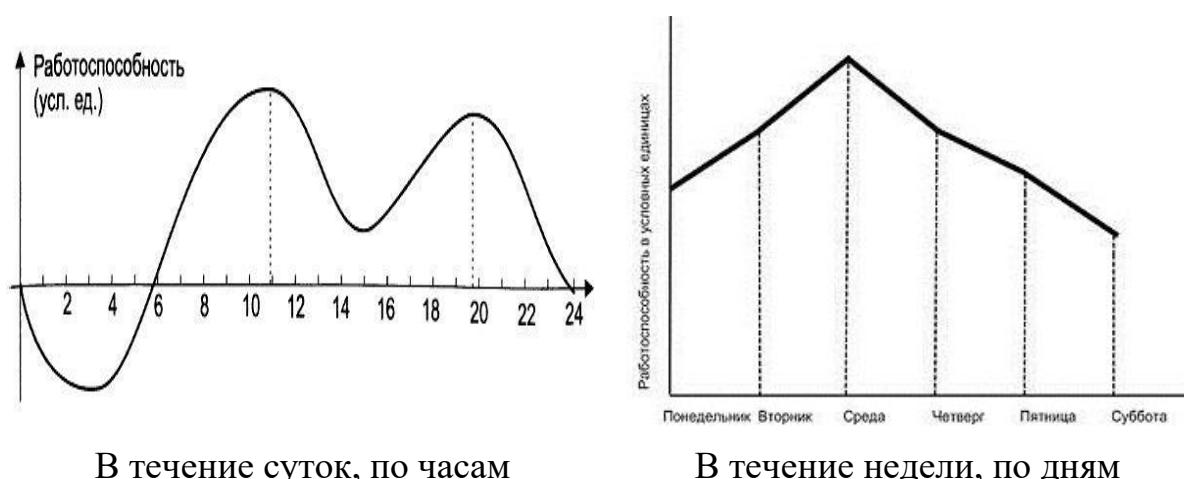 Работоспособность
(усл. ед.)
2 4 6 8 10 12 14 16 18 20 22 24
В течение суток, по часам
Работоспособность в условных единицах
Понедельник Вторник Среда Четверг Пятница Суббота
В течение недели, по дням